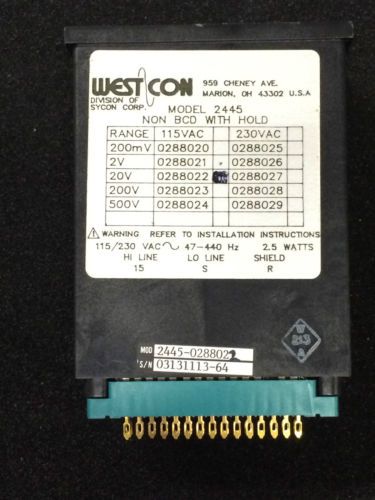 WESTCON
959 CHENEY AVE.
MARION, OH 43302 U.S.A
DIVISION OF
SYCON CORP.
MODEL 2445
NON BCD WITH HOLD
RANGE 115VAC 230VAC
200mV 0288020 0288025
2V 0288021 0288026
20V 0288022 0288027
200V 0288023 0288028
500V 0288024 0288029
⚠ WARNING REFER TO INSTALLATION INSTRUCTIONS
115/230 VAC ~ 47-440 Hz 2.5 WATTS
HI LINE LO LINE SHIELD
15 S R
W
213
A
MOD 2445-0288022
S/N 03131113-64